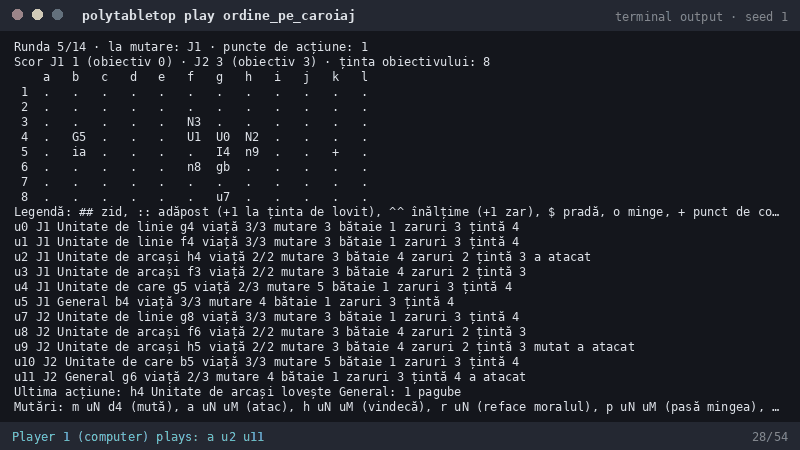 polytabletop play ordine_pe_caroiaj
terminal output · seed 1
Runda 5/14 · la mutare: J1 · puncte de acțiune: 1
Scor J1 1 (obiectiv 0) · J2 3 (obiectiv 3) · ținta obiectivului: 8
a b c d e f g h i j k l
1 . . . . . . . . . . . .
2 . . . . . . . . . . . .
3 . . . . . N3 . . . . . .
4 . G5 . . . U1 U0 N2 . . . .
5 . ia . . . . I4 n9 . . + .
6 . . . . . n8 gb . . . . .
7 . . . . . . . . . . . .
8 . . . . . . u7 . . . . .
Legendă: ## zid, :: adăpost (+1 la ținta de lovit), ^^ înălțime (+1 zar), $ pradă, o minge, + punct de co…
u0 J1 Unitate de linie g4 viață 3/3 mutare 3 bătaie 1 zaruri 3 țintă 4
u1 J1 Unitate de linie f4 viață 3/3 mutare 3 bătaie 1 zaruri 3 țintă 4
u2 J1 Unitate de arcași h4 viață 2/2 mutare 3 bătaie 4 zaruri 2 țintă 3 a atacat
u3 J1 Unitate de arcași f3 viață 2/2 mutare 3 bătaie 4 zaruri 2 țintă 3
u4 J1 Unitate de care g5 viață 2/3 mutare 5 bătaie 1 zaruri 3 țintă 4
u5 J1 General b4 viață 3/3 mutare 4 bătaie 1 zaruri 3 țintă 4
u7 J2 Unitate de linie g8 viață 3/3 mutare 3 bătaie 1 zaruri 3 țintă 4
u8 J2 Unitate de arcași f6 viață 2/2 mutare 3 bătaie 4 zaruri 2 țintă 3
u9 J2 Unitate de arcași h5 viață 2/2 mutare 3 bătaie 4 zaruri 2 țintă 3 mutat a atacat
u10 J2 Unitate de care b5 viață 3/3 mutare 5 bătaie 1 zaruri 3 țintă 4
u11 J2 General g6 viață 2/3 mutare 4 bătaie 1 zaruri 3 țintă 4 a atacat
Ultima acțiune: h4 Unitate de arcași lovește General: 1 pagube
Mutări: m uN d4 (mută), a uN uM (atac), h uN uM (vindecă), r uN (reface moralul), p uN uM (pasă mingea), …
Player 1 (computer) plays: a u2 u11
28/54